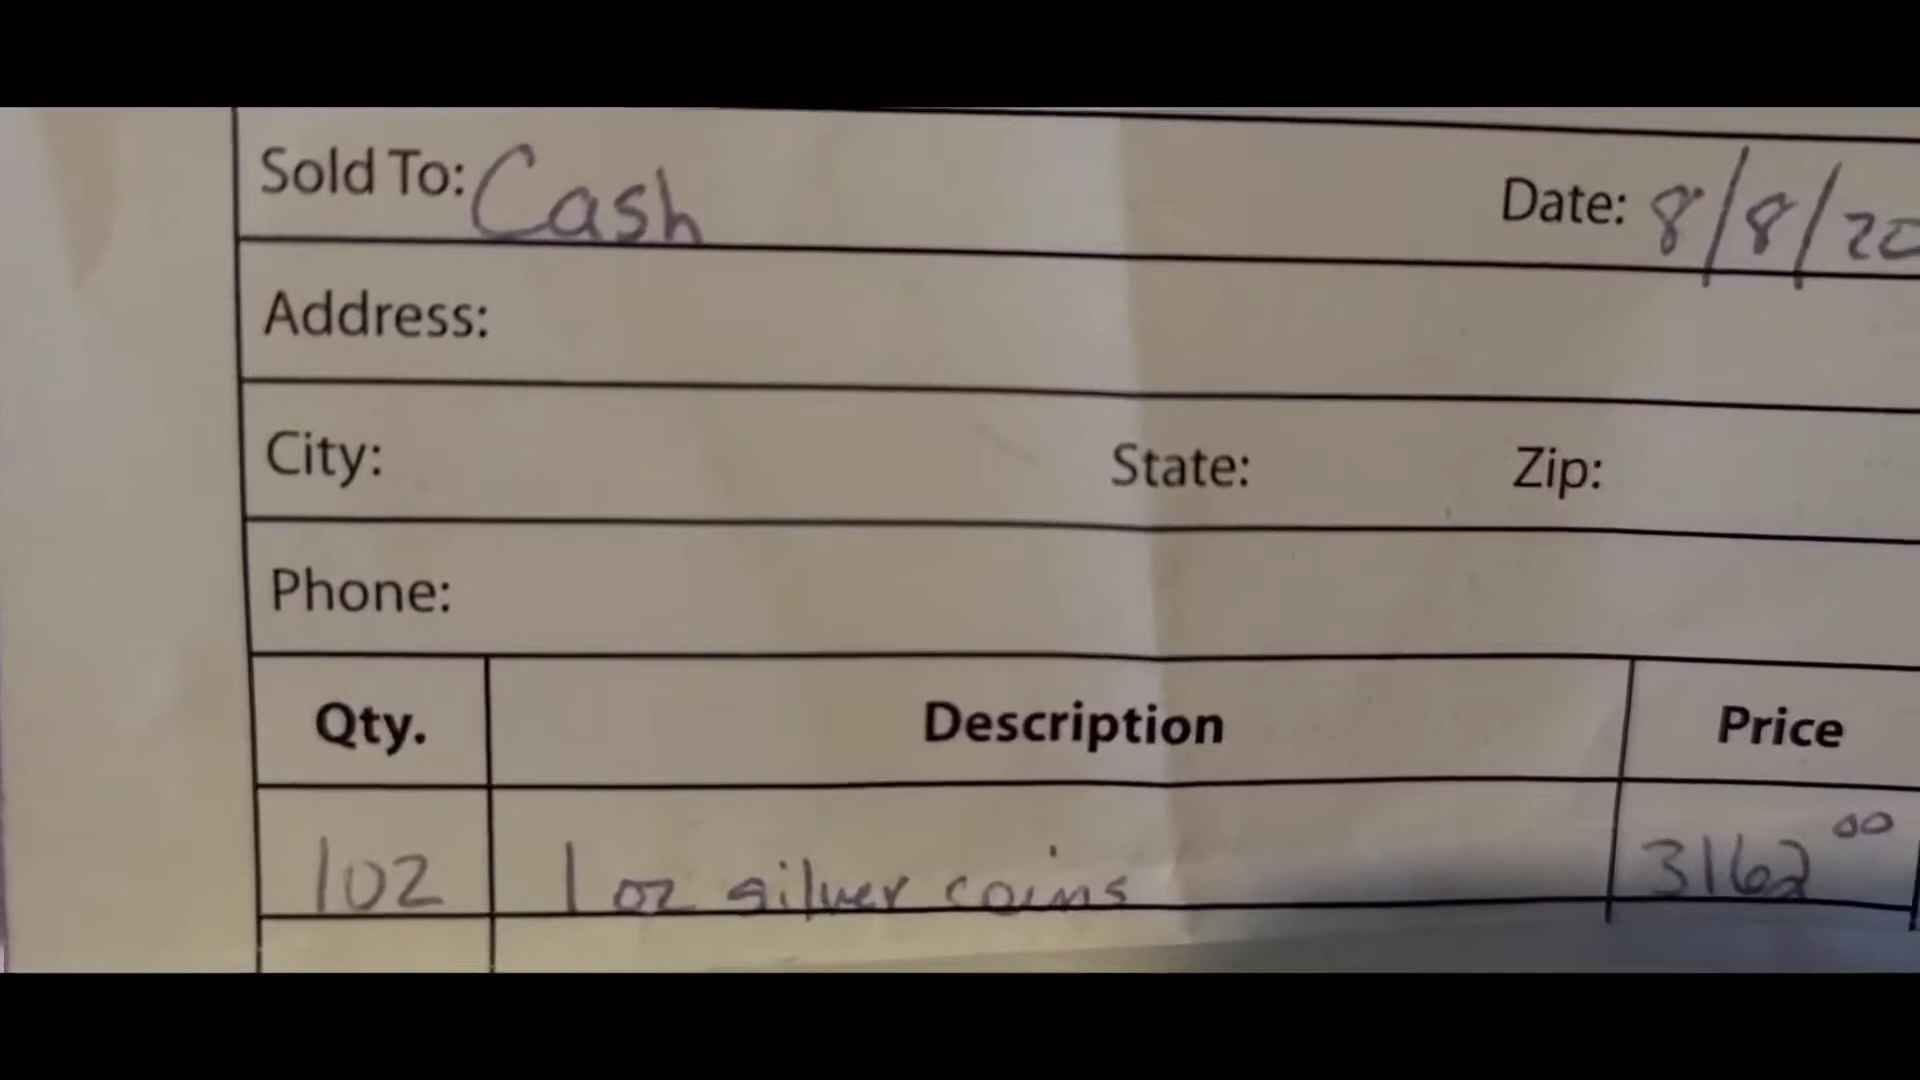 Sold To: Cash Date: 8/8/20
Address:
City: State: Zip:
Phone:
Qty. Description Price
102 1 oz silver coins 3162 00